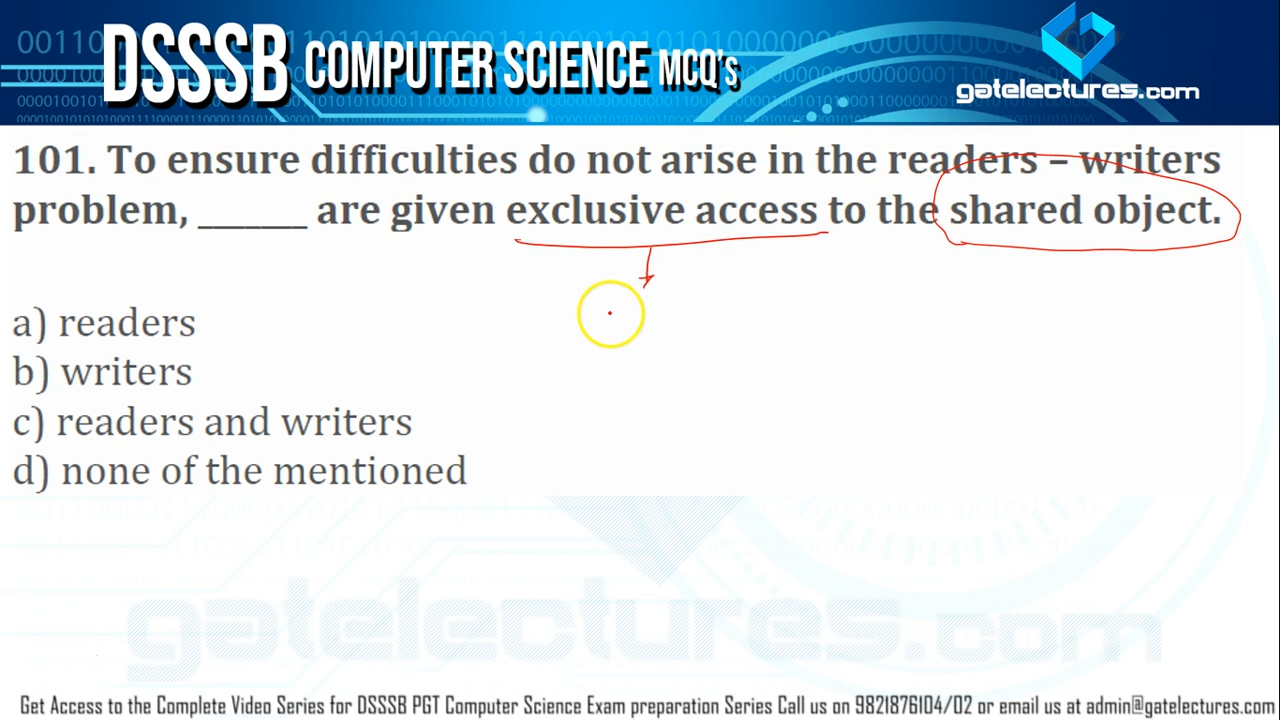 DSSSB COMPUTER SCIENCE MCQ's
gatelectures.com
101. To ensure difficulties do not arise in the readers – writers
problem, ______ are given exclusive access to the shared object.
a) readers
b) writers
c) readers and writers
d) none of the mentioned
gatelectures.com
Get Access to the Complete Video Series for DSSSB PGT Computer Science Exam preparation Series Call us on 9821876104/02 or email us at admin@gatelectures.com